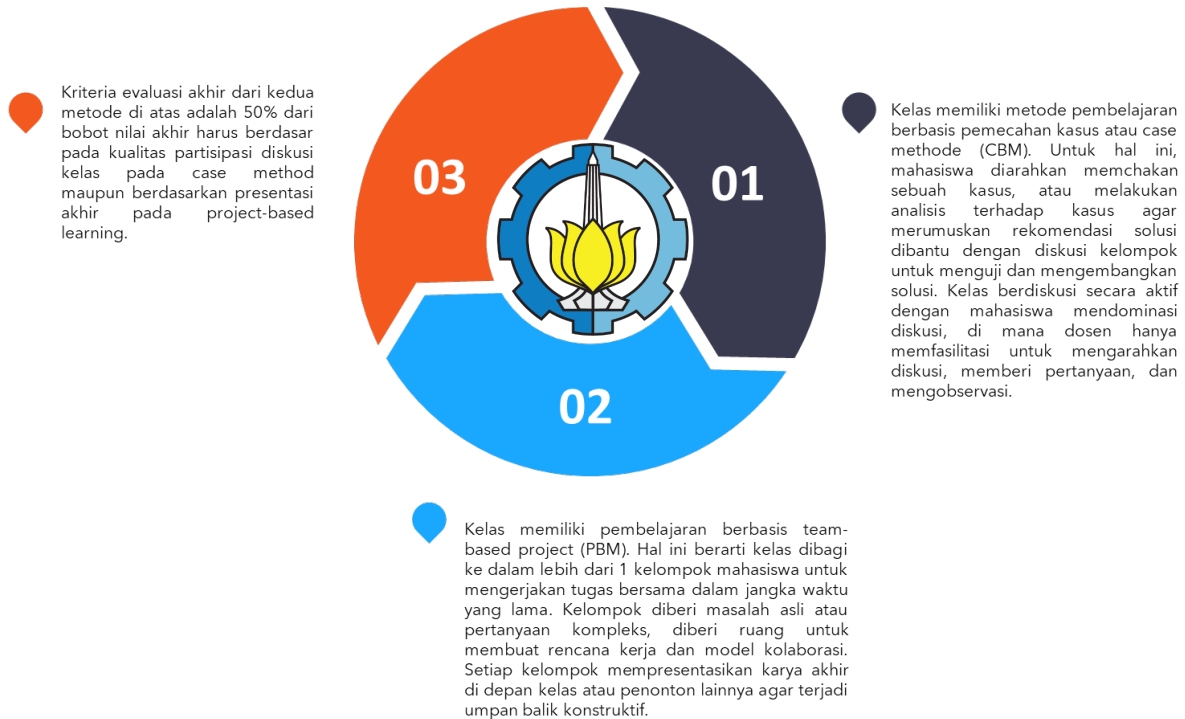 01
Kelas memiliki metode pembelajaran
berbasis pemecahan kasus atau case
methode (CBM). Untuk hal ini,
mahasiswa diarahkan memchakan
sebuah kasus, atau melakukan
analisis terhadap kasus agar
merumuskan rekomendasi solusi
dibantu dengan diskusi kelompok
untuk menguji dan mengembangkan
solusi. Kelas berdiskusi secara aktif
dengan mahasiswa mendominasi
diskusi, di mana dosen hanya
memfasilitasi untuk mengarahkan
diskusi, memberi pertanyaan, dan
mengobservasi.
02
Kelas memiliki pembelajaran berbasis team-
based project (PBM). Hal ini berarti kelas dibagi
ke dalam lebih dari 1 kelompok mahasiswa untuk
mengerjakan tugas bersama dalam jangka waktu
yang lama. Kelompok diberi masalah asli atau
pertanyaan kompleks, diberi ruang untuk
membuat rencana kerja dan model kolaborasi.
Setiap kelompok mempresentasikan karya akhir
di depan kelas atau penonton lainnya agar terjadi
umpan balik konstruktif.
03
Kriteria evaluasi akhir dari kedua
metode di atas adalah 50% dari
bobot nilai akhir harus berdasar
pada kualitas partisipasi diskusi
kelas pada case method
maupun berdasarkan presentasi
akhir pada project-based
learning.